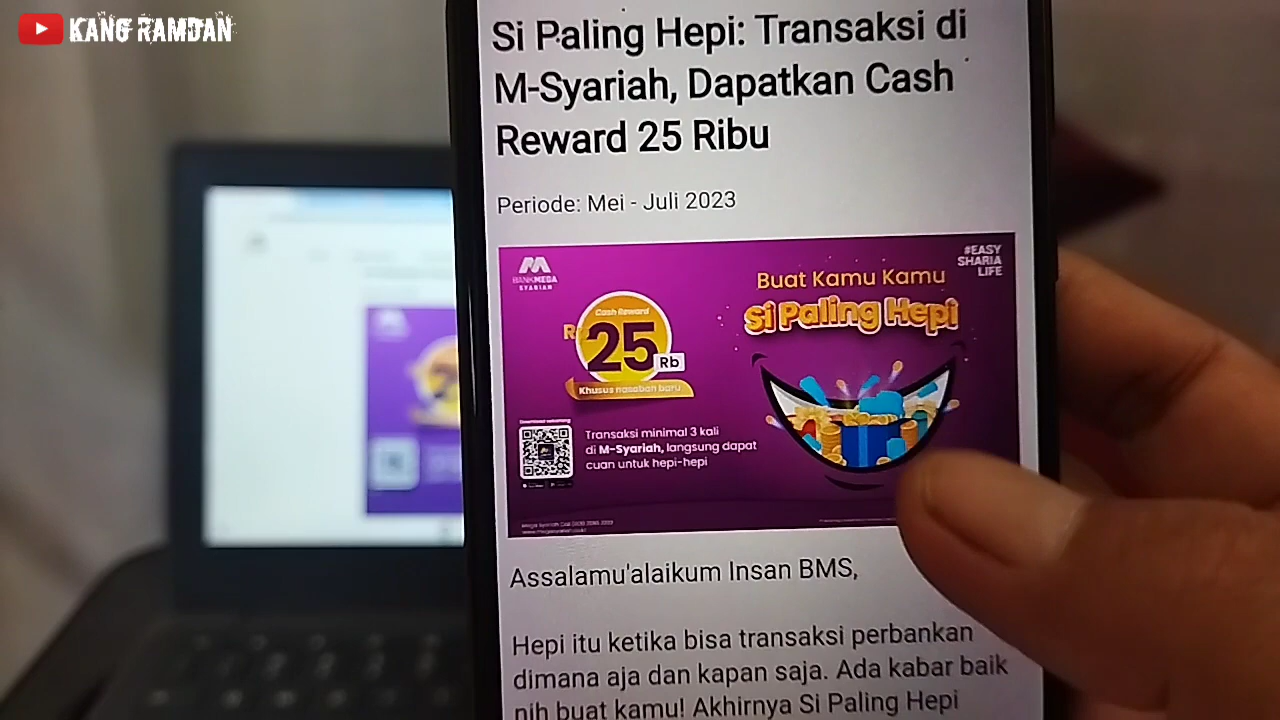 KANG RAMDAN
Si Paling Hepi: Transaksi di
M-Syariah, Dapatkan Cash
Reward 25 Ribu
Periode: Mei - Juli 2023
BANK MEGA
SYARIAH
#EASY
SHARIA
LIFE
Buat Kamu Kamu
Si Paling Hepi
Cash Reward
Rp
25
Rb
Khusus nasabah baru
Transaksi minimal 3 kali
di M-Syariah, langsung dapat
cuan untuk hepi-hepi
Assalamu'alaikum Insan BMS,
Hepi itu ketika bisa transaksi perbankan
dimana aja dan kapan saja. Ada kabar baik
nih buat kamu! Akhirnya Si Paling Hepi